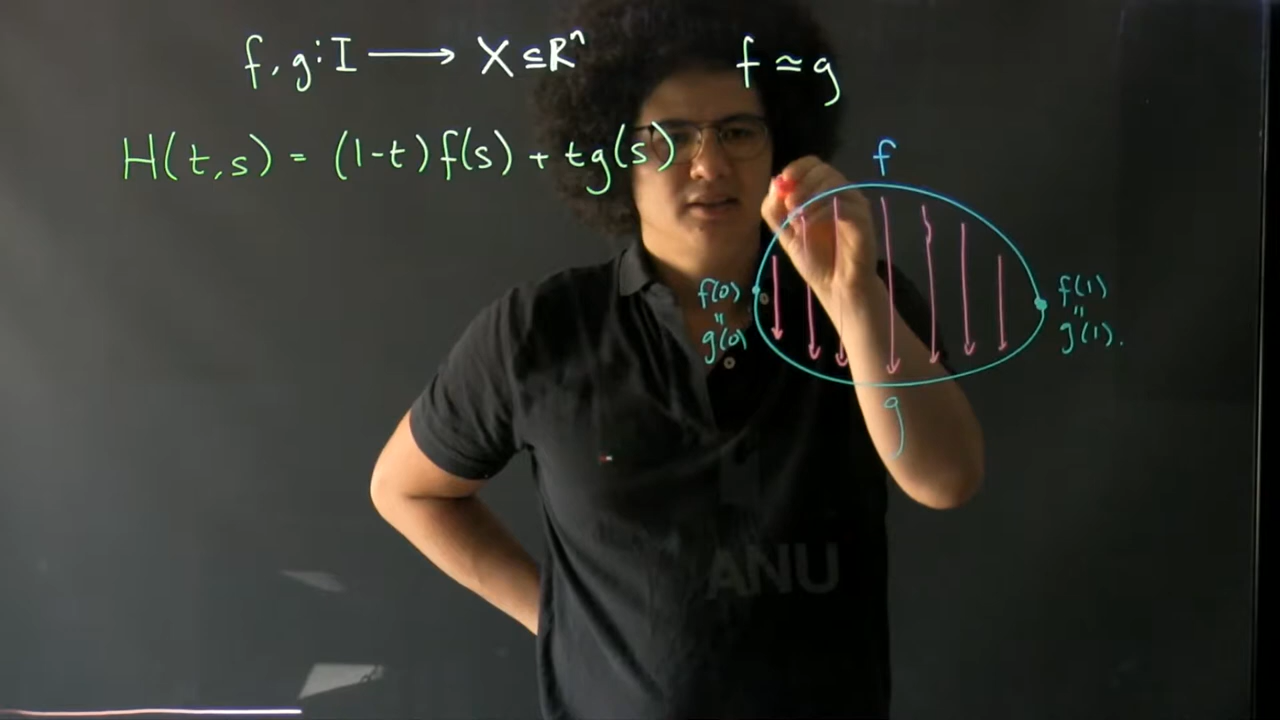 f, g : I ⟶ X ⊆ Rⁿ
f ≃ g
H(t,s) = (1-t) f(s) + t g(s)
f
f(0)
"
g(0)
f(1)
"
g(1).
g
ANU